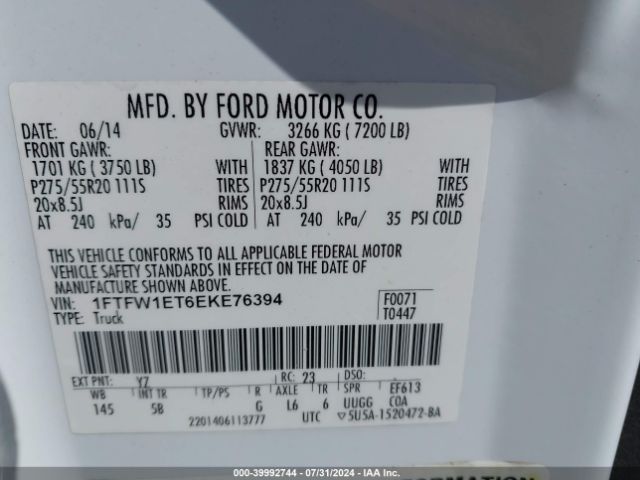 MFD. BY FORD MOTOR CO.
DATE: 06/14 GVWR: 3266 KG ( 7200 LB)
FRONT GAWR: REAR GAWR:
1701 KG ( 3750 LB) WITH 1837 KG ( 4050 LB) WITH
P275/55R20 111S TIRES P275/55R20 111S TIRES
20x8.5J RIMS 20x8.5J RIMS
AT 240 kPa/ 35 PSI COLD AT 240 kPa/ 35 PSI COLD
THIS VEHICLE CONFORMS TO ALL APPLICABLE FEDERAL MOTOR
VEHICLE SAFETY STANDARDS IN EFFECT ON THE DATE OF
MANUFACTURE SHOWN ABOVE.
VIN: 1FTFW1ET6EKE76394 F0071
TYPE: Truck T0447
EXT PNT: YZ RC: 23 DSO:
WB INT TR TP/PS R AXLE TR SPR EF613
145 5B G L6 6 UUGG COA
2201406113777 UTC ▽5U5A-1520472-BA
000-39992744 / 07/31/2024 / IAAI.COM